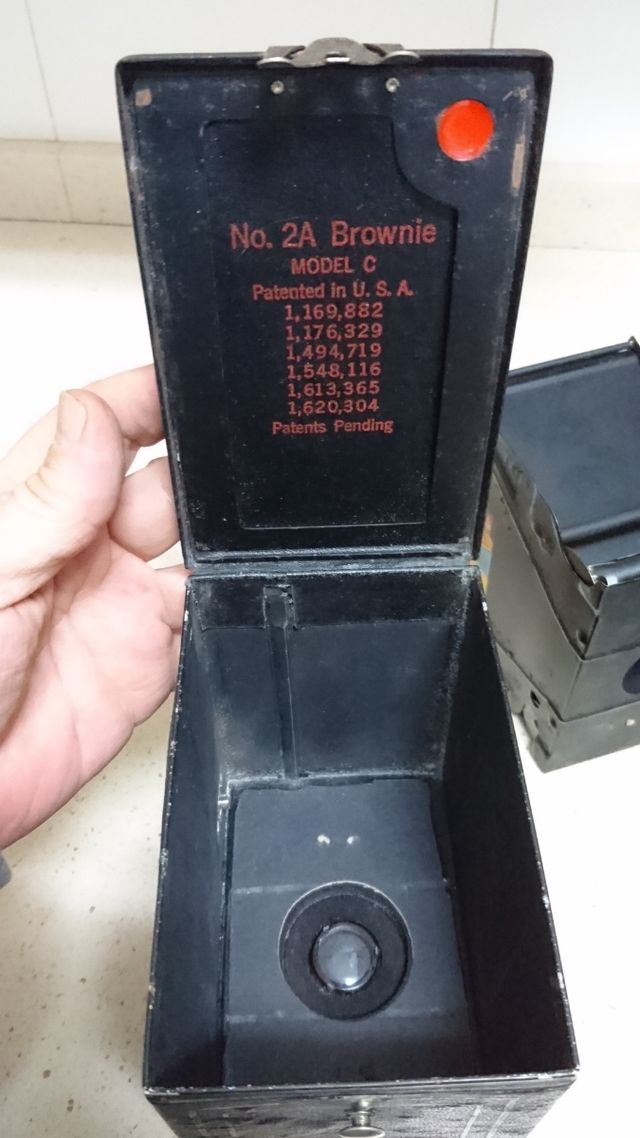 No. 2A Brownie
MODEL C
Patented in U. S. A.
1,169,882
1,176,329
1,494,719
1,548,116
1,613,365
1,620,304
Patents Pending